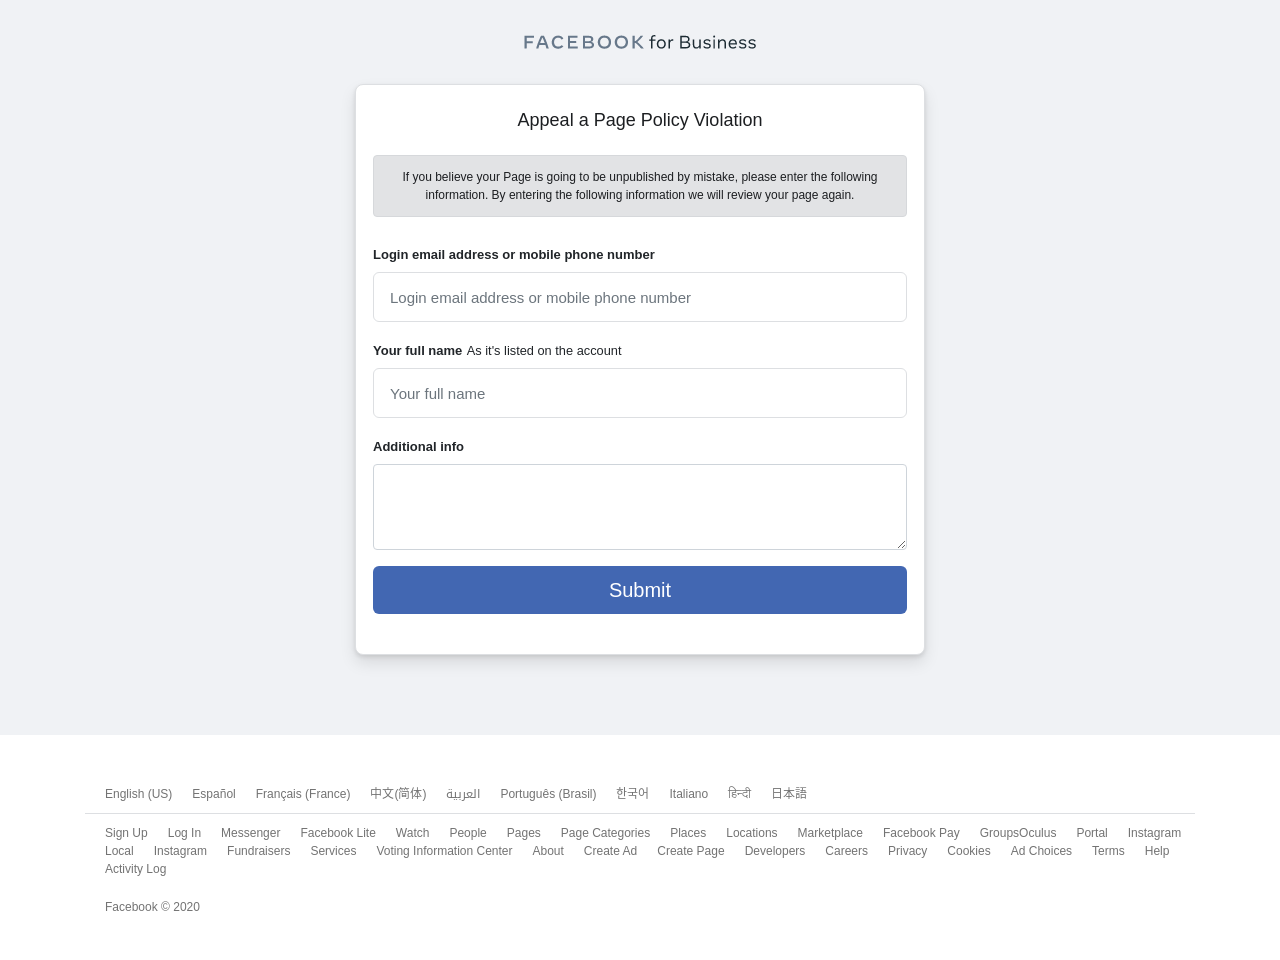 FACEBOOK for Business
Appeal a Page Policy Violation
If you believe your Page is going to be unpublished by mistake, please enter the following
information. By entering the following information we will review your page again.
Login email address or mobile phone number
Login email address or mobile phone number
Your full name As it's listed on the account
Your full name
Additional info
Submit
English (US) Español Français (France) 中文(简体) العربية Português (Brasil) 한국어 Italiano हिन्दी 日本語
Sign Up Log In Messenger Facebook Lite Watch People Pages Page Categories Places Locations Marketplace Facebook Pay GroupsOculus Portal Instagram
Local Instagram Fundraisers Services Voting Information Center About Create Ad Create Page Developers Careers Privacy Cookies Ad Choices Terms Help
Activity Log
Facebook © 2020